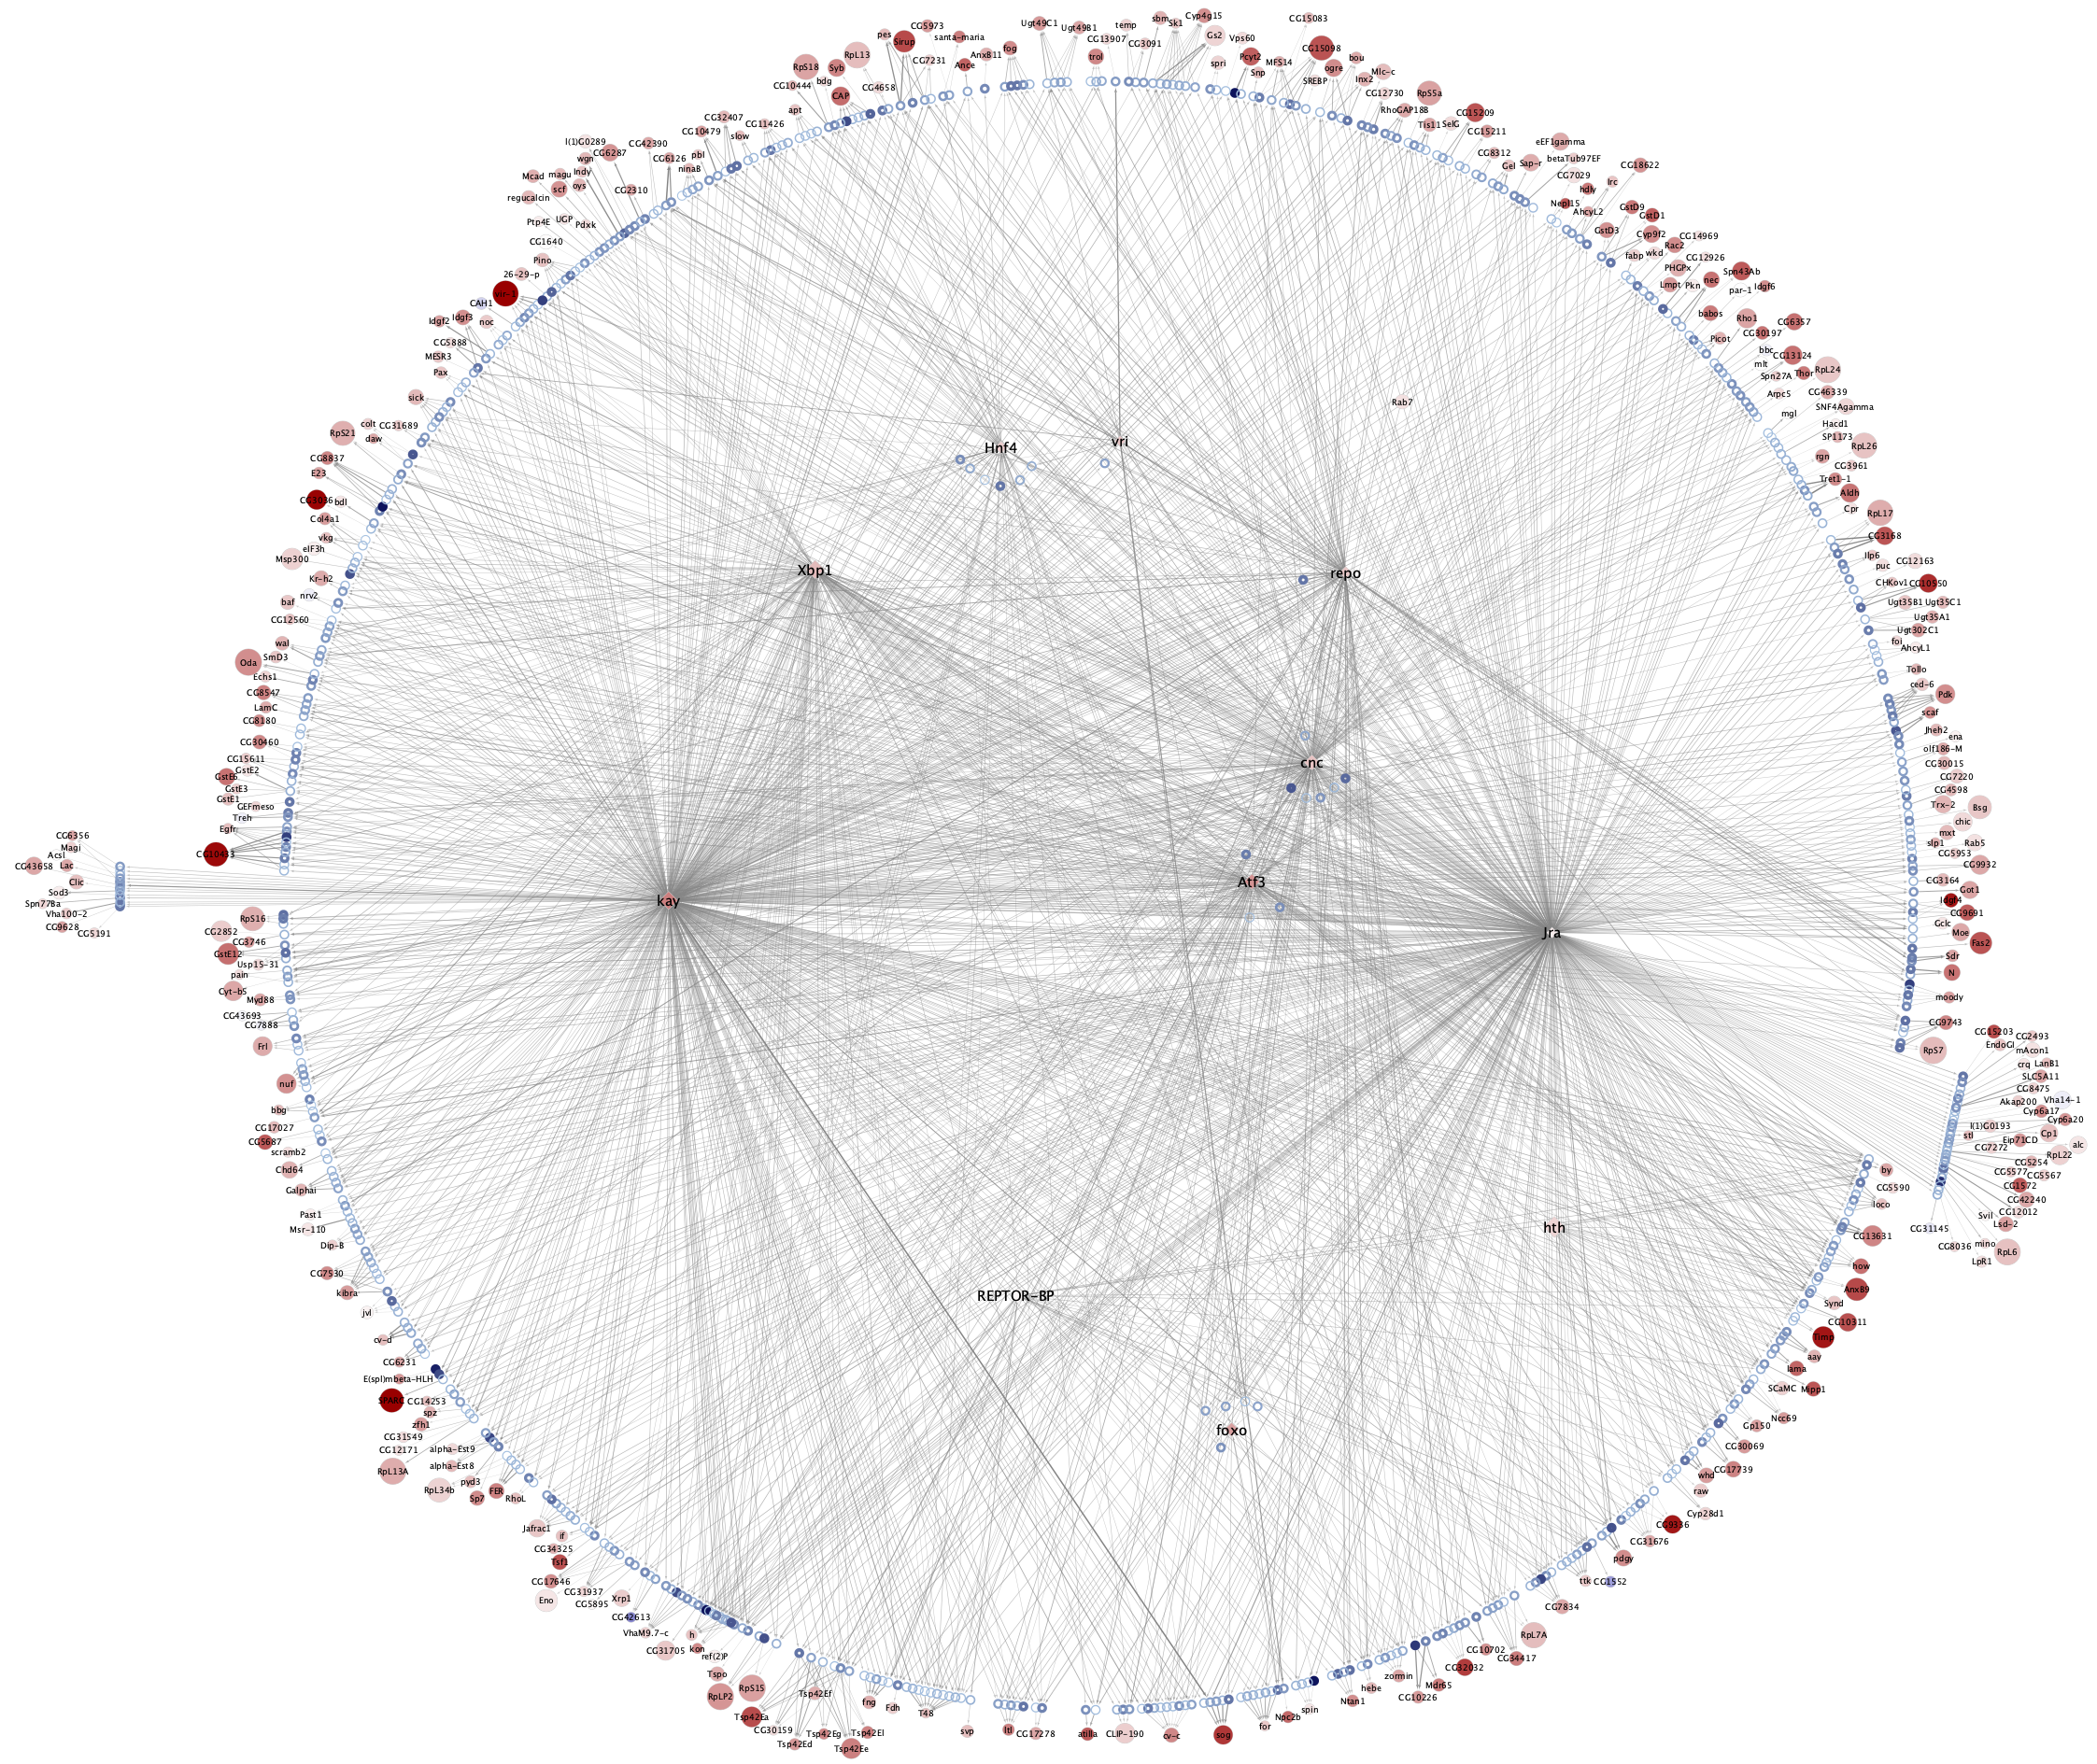 Ugt49C1
Ugt49B1
temp
sbm
Sk1
Cyp4g15
CG15083
CG5973
pes
Sirup
santa-maria
AnxB11
fog
CG13907
trol
CG3091
Gs2
Vps60
Pcyt2
spri
Snp
MFS14
CG15098
ogre
SREBP
bou
Inx2
Mlc-c
CG12730
RpL13
RpS18
Syb
bdg
CG10444
CAP
CG4658
CG7231
Ance
RpS5a
RhoGAP18B
Tis11
SelG
CG15209
CG15211
apt
CG11426
slow
CG32407
CG10479
pbl
ninaB
CG6126
CG42390
l(1)G0289
CG6287
wgn
Indy
magu
Mcad
scf
oys
CG2310
regucalcin
Ptp4E
UGP
Pdxk
CG1640
Pino
26-29-p
vir-1
CAH1
noc
Idgf3
Idgf2
CG5888
MESR3
Pax
sick
colt
CG31689
daw
RpS21
CG8837
E23
CG3036
bdl
Col4a1
vkg
eIF3h
Msp300
Kr-h2
nrv2
baf
CG12560
wal
SmD3
Oda
Echs1
CG8547
LamC
CG8180
CG30460
CG15611
GstE2
GstE6
GstE3
GstE1
GEFmeso
Treh
Egfr
CG10433
CG6356
Magi
Acsl
CG43658
Lac
Clic
Sod3
Spn77Ba
Vha100-2
CG9628
CG5191
RpS16
CG2852
CG3746
GstE12
Usp15-31
pain
Cyt-b5
Myd88
CG43693
CG7888
Frl
nuf
bbg
CG17027
CG5687
scramb2
Chd64
Galphai
Past1
Msr-110
Dip-B
CG7530
kibra
jvl
cv-d
CG6231
E(spl)mbeta-HLH
SPARC
CG14253
spz
zfh1
CG31549
CG12171
RpL13A
alpha-Est9
alpha-Est8
pyd3
RpL34b
Sp7
FER
RhoL
Jafrac1
if
CG34325
Tsf1
CG17646
Eno
CG31937
CG5895
Xrp1
CG42613
VhaM9.7-c
CG31705
h
kon
ref(2)P
Tspo
RpLP2
RpS15
Tsp42Ea
CG30159
Tsp42Ef
Tsp42Ed
Tsp42Eg
Tsp42Ee
Tsp42El
fng
Fdh
T48
svp
ltl
CG17278
atilla
CLIP-190
cv-c
sog
for
Npc2b
spin
Ntan1
hebe
zormin
CG10226
Mdr65
CG32032
CG10702
CG34417
RpL7A
CG7834
ttk
CG1552
pdgy
CG31676
CG9336
Cyp28d1
raw
whd
CG17739
CG30069
Gp150
Ncc69
SCaMC
Mipp1
lama
aay
Timp
CG10311
Synd
AnxB9
how
CG13631
loco
CG5590
by
CG8312
Gel
Sap-r
eEF1gamma
betaTub97EF
CG7029
hdly
Irc
CG18622
Nepl15
AhcyL2
GstD9
GstD1
GstD3
Cyp9f2
Rac2
CG14969
fabp
wkd
PHGPx
CG12926
Lmpt
Pkn
nec
Spn43Ab
par-1
Idgf6
babos
Rho1
CG30197
CG6357
Picot
bbc
CG13124
mlt
Thor
RpL24
Spn27A
Arpc5
CG46339
SNF4Agamma
mgl
Hacd1
SP1173
RpL26
rgn
CG3961
Tret1-1
Aldh
Cpr
RpL17
CG3168
Ilp6
puc
CG12163
CHKov1
CG10550
Ugt35B1
Ugt35C1
Ugt35A1
Ugt302C1
foi
AhcyL1
Tollo
ced-6
Pdk
scaf
Jheh2
ena
olf186-M
CG30015
CG7220
CG4598
Trx-2
Bsg
chic
mxt
slp1
Rab5
CG5953
CG9932
CG3164
Got1
Idgf4
CG9691
Gclc
Moe
Fas2
Sdr
N
moody
CG9743
RpS7
CG15203
EndoGI
CG2493
mAcon1
crq
LanB1
SLC5A11
CG8475
Akap200
Vha14-1
Cyp6a17
Cyp6a20
l(1)G0193
stl
Eip71CD
Cp1
alc
CG7272
RpL22
CG5254
CG5577
CG5567
CG1572
CG42240
CG12012
Svil
Lsd-2
CG31145
mino
CG8036
RpL6
LpR1
Rab7
Hnf4
vri
Xbp1
repo
cnc
Atf3
kay
Jra
hth
REPTOR-BP
foxo